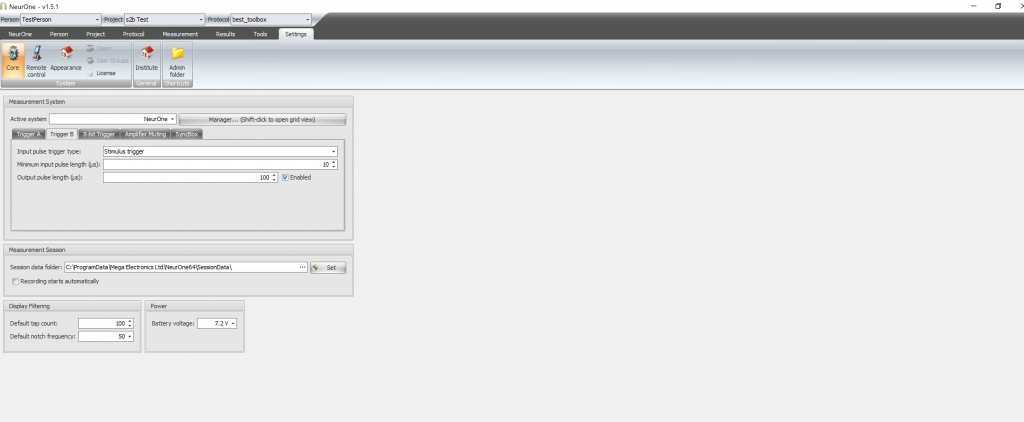 NeurOne - v1.5.1
Person TestPerson Project s2b Test Protocol best_toolbox
NeurOne Person Project Protocol Measurement Results Tools Settings
Users
User Groups
License
Core
Remote control
Appearance
Institute
Admin folder
System General Shortcuts
Measurement System
Active system NeurOne Manager... (Shift-click to open grid view)
Trigger A Trigger B 8-bit Trigger Amplifier Muting SyncBox
Input pulse trigger type: Stimulus trigger
Minimum input pulse length (µs): 10
Output pulse length (µs): 100 Enabled
Measurement Session
Session data folder: C:\ProgramData\Mega Electronics Ltd\NeurOne64\SessionData\ ... Set
Recording starts automatically
Display Filtering
Default tap count: 100
Default notch frequency: 50
Power
Battery voltage: 7.2 V